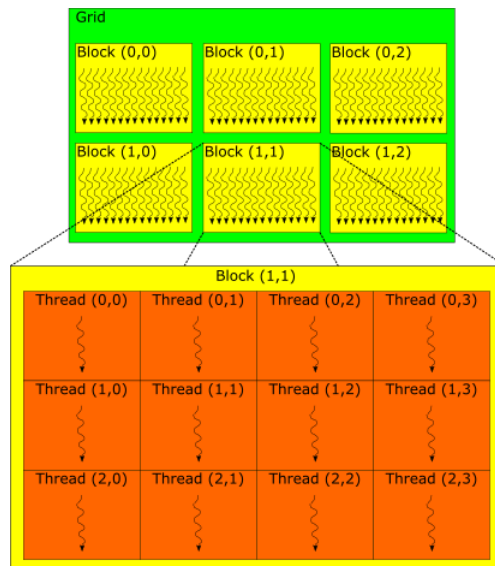 Grid
Block (0,0) Block (0,1) Block (0,2)
Block (1,0) Block (1,1) Block (1,2)
Block (1,1)
Thread (0,0) Thread (0,1) Thread (0,2) Thread (0,3)
Thread (1,0) Thread (1,1) Thread (1,2) Thread (1,3)
Thread (2,0) Thread (2,1) Thread (2,2) Thread (2,3)